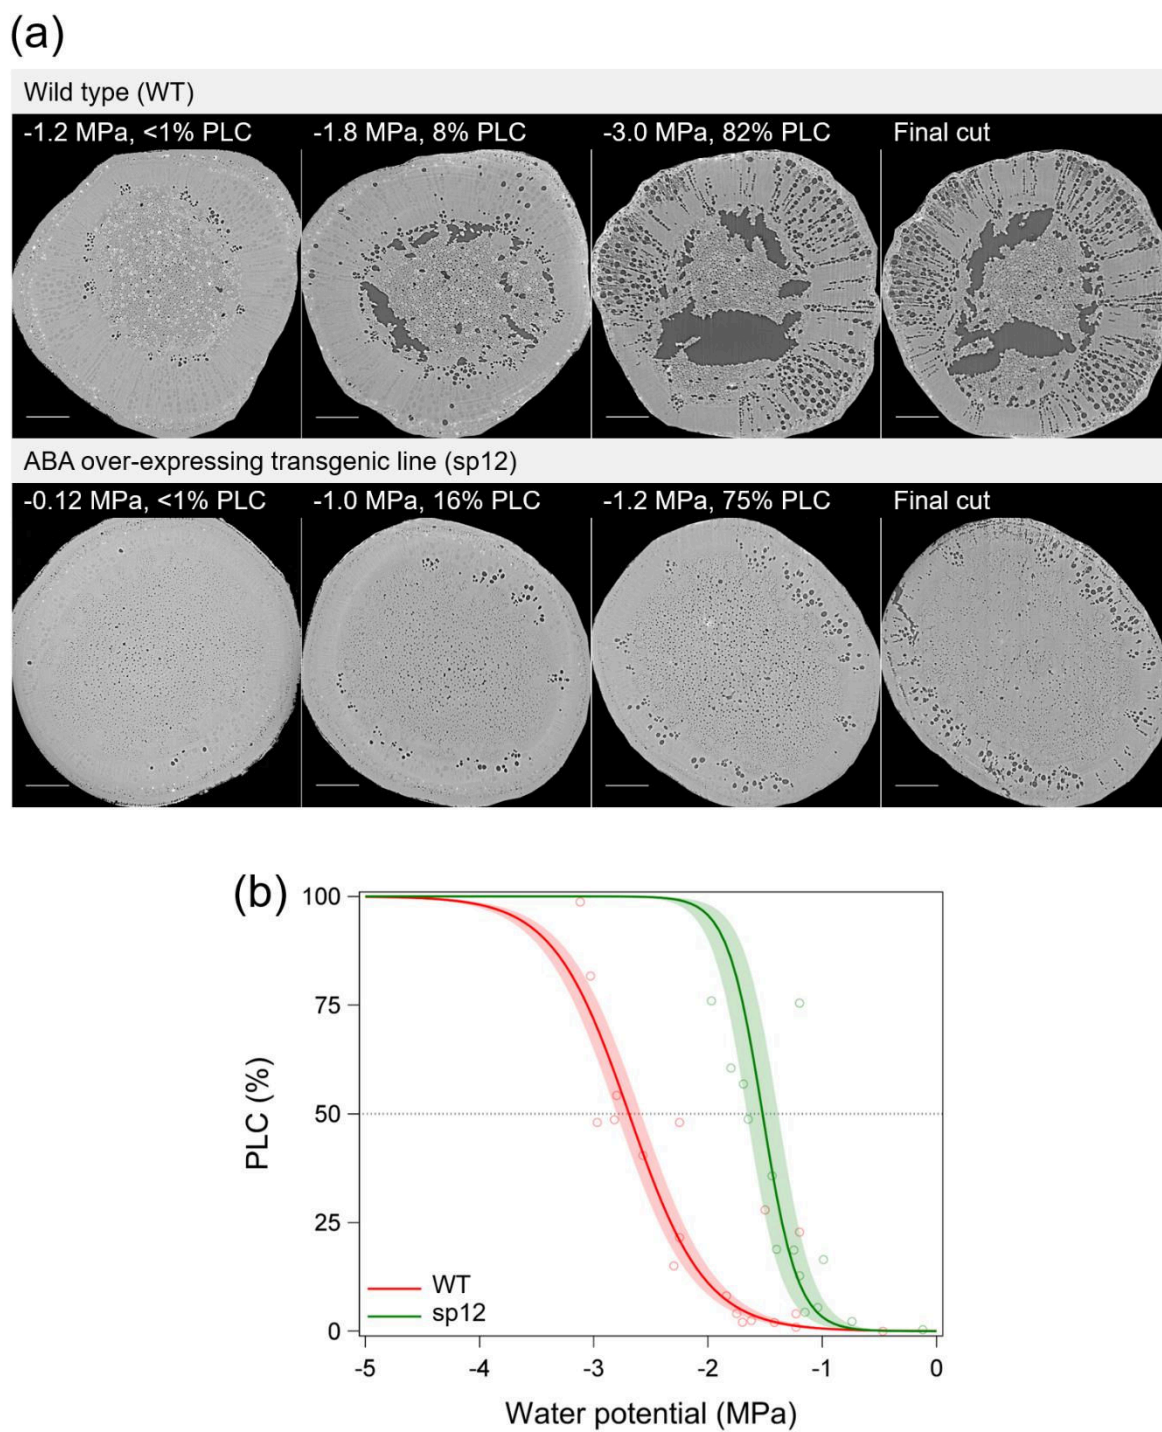 (a)
Wild type (WT)
-1.2 MPa, <1% PLC
-1.8 MPa, 8% PLC
-3.0 MPa, 82% PLC
Final cut
ABA over-expressing transgenic line (sp12)
-0.12 MPa, <1% PLC
-1.0 MPa, 16% PLC
-1.2 MPa, 75% PLC
Final cut
(b)
100
75
50
25
0
PLC (%)
WT
sp12
-5
-4
-3
-2
-1
0
Water potential (MPa)